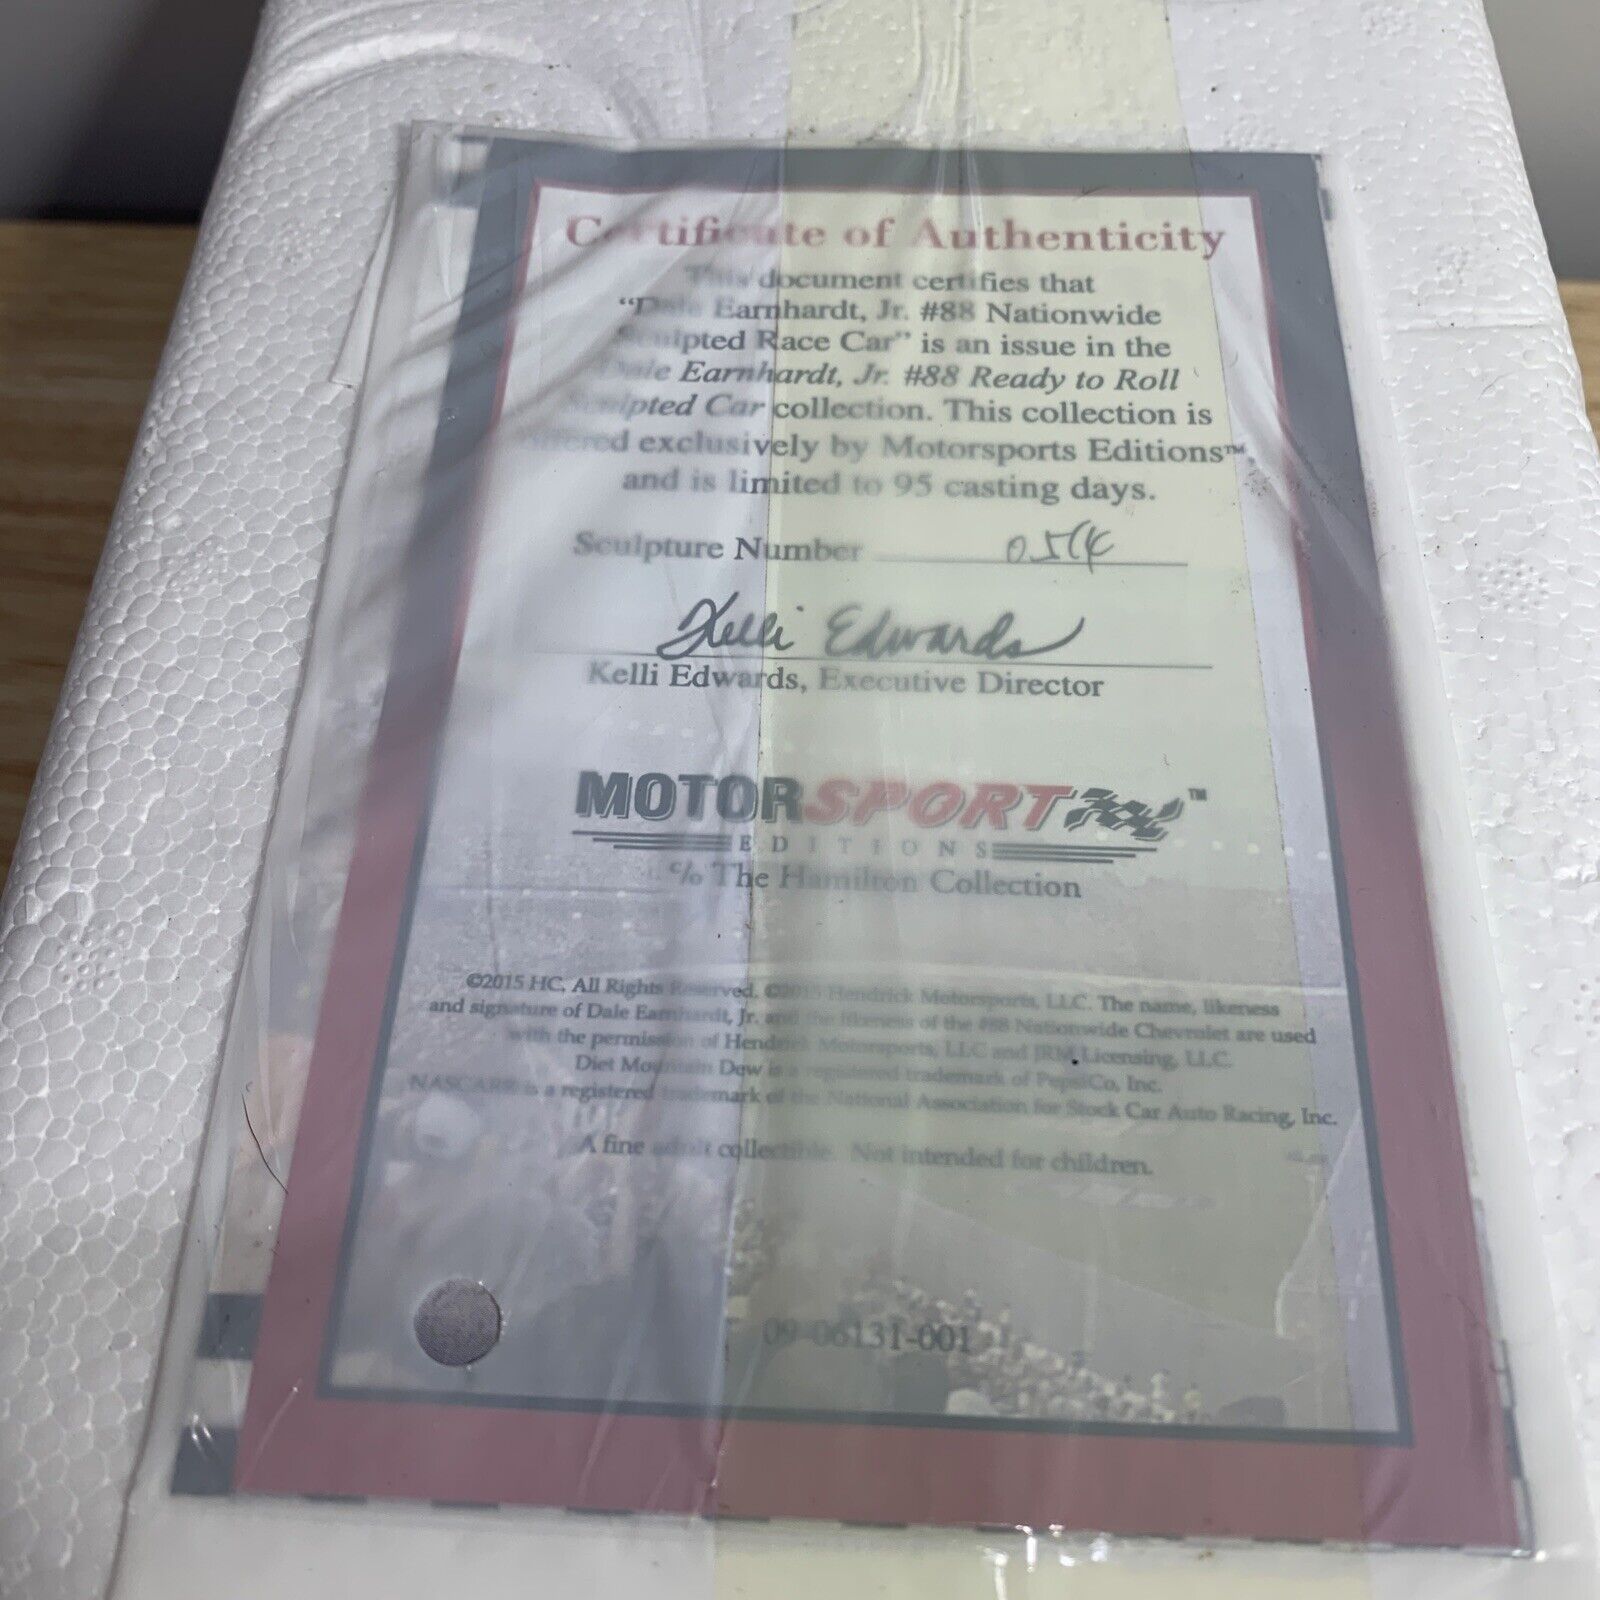 Certificate of Authenticity
This document certifies that
“Dale Earnhardt, Jr. #88 Nationwide
Sculpted Race Car” is an issue in the
Dale Earnhardt, Jr. #88 Ready to Roll
Sculpted Car collection. This collection is
offered exclusively by Motorsports Editions™,
and is limited to 95 casting days.
Sculpture Number
Kelli Edwards
Kelli Edwards, Executive Director
MOTORSPORT™
EDITIONS
c/o The Hamilton Collection
©2015 HC, All Rights Reserved. ©2015 Hendrick Motorsports, LLC. The name, likeness
and signature of Dale Earnhardt, Jr. and the likeness of the #88 Nationwide Chevrolet are used
with the permission of Hendrick Motorsports, LLC and JRM Licensing, LLC.
Diet Mountain Dew is a registered trademark of PepsiCo, Inc.
NASCAR® is a registered trademark of the National Association for Stock Car Auto Racing, Inc.
A fine adult collectible. Not intended for children.
09-06131-001